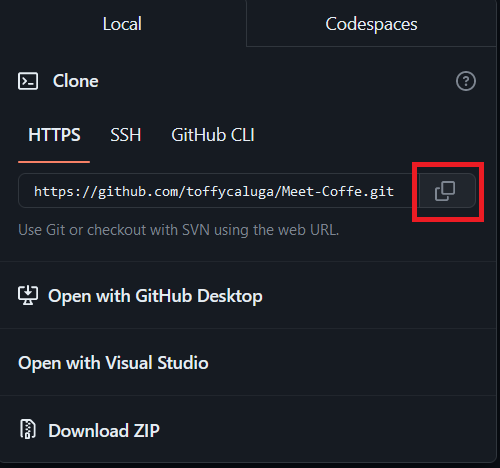 Local
Codespaces
Clone
HTTPS
SSH
GitHub CLI
https://github.com/toffycaluga/Meet-Coffe.git
Use Git or checkout with SVN using the web URL.
Open with GitHub Desktop
Open with Visual Studio
Download ZIP